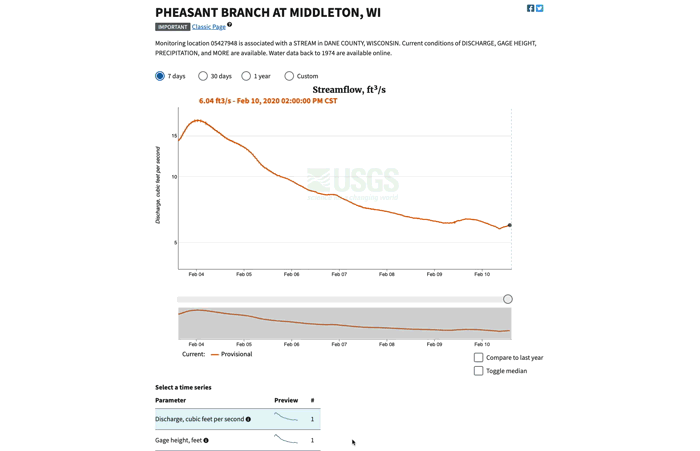 PHEASANT BRANCH AT MIDDLETON, WI
IMPORTANT Classic Page ?
Monitoring location 05427948 is associated with a STREAM in DANE COUNTY, WISCONSIN. Current conditions of DISCHARGE, GAGE HEIGHT,
PRECIPITATION, and MORE are available. Water data back to 1974 are available online.
7 days 30 days 1 year Custom
Streamflow, ft³/s
6.04 ft3/s - Feb 10, 2020 02:00:00 PM CST
Discharge, cubic feet per second
15
10
5
USGS
Feb 04 Feb 05 Feb 06 Feb 07 Feb 08 Feb 09 Feb 10
Feb 04 Feb 05 Feb 06 Feb 07 Feb 08 Feb 09 Feb 10
Current: Provisional
Compare to last year
Toggle median
Select a time series
Parameter Preview #
Discharge, cubic feet per second 1
Gage height, feet 1